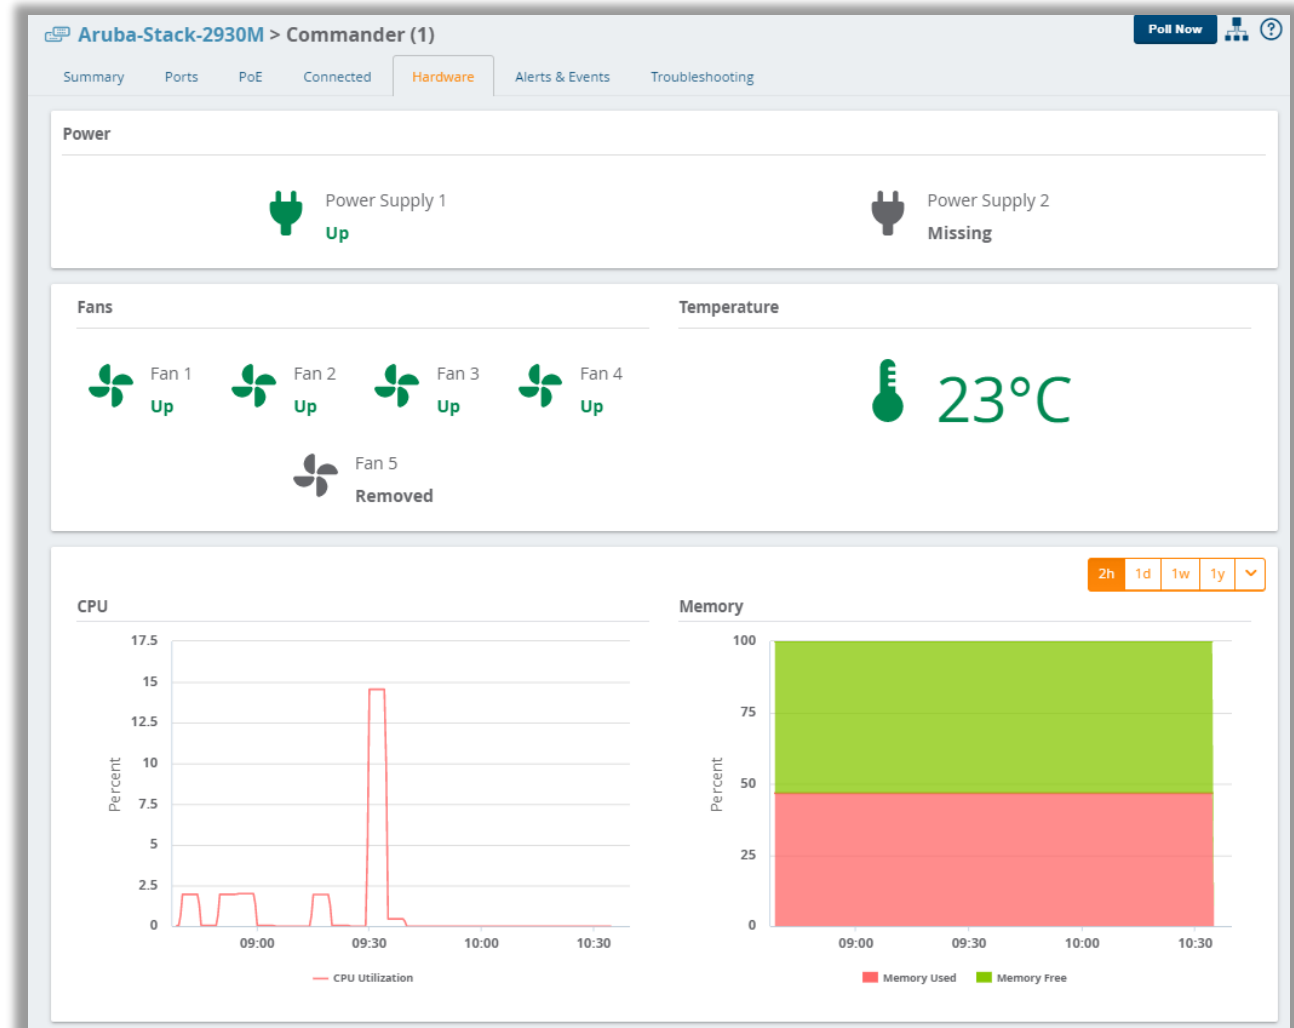 Aruba-Stack-2930M > Commander (1)
Poll Now
?
Summary Ports PoE Connected Hardware Alerts & Events Troubleshooting
Power
Power Supply 1
Up
Power Supply 2
Missing
Fans
Fan 1
Up
Fan 2
Up
Fan 3
Up
Fan 4
Up
Fan 5
Removed
Temperature
23°C
2h 1d 1w 1y
CPU
Percent
17.5
15
12.5
10
7.5
5
2.5
0
09:00 09:30 10:00 10:30
CPU Utilization
Memory
Percent
100
75
50
25
0
09:00 09:30 10:00 10:30
Memory Used Memory Free